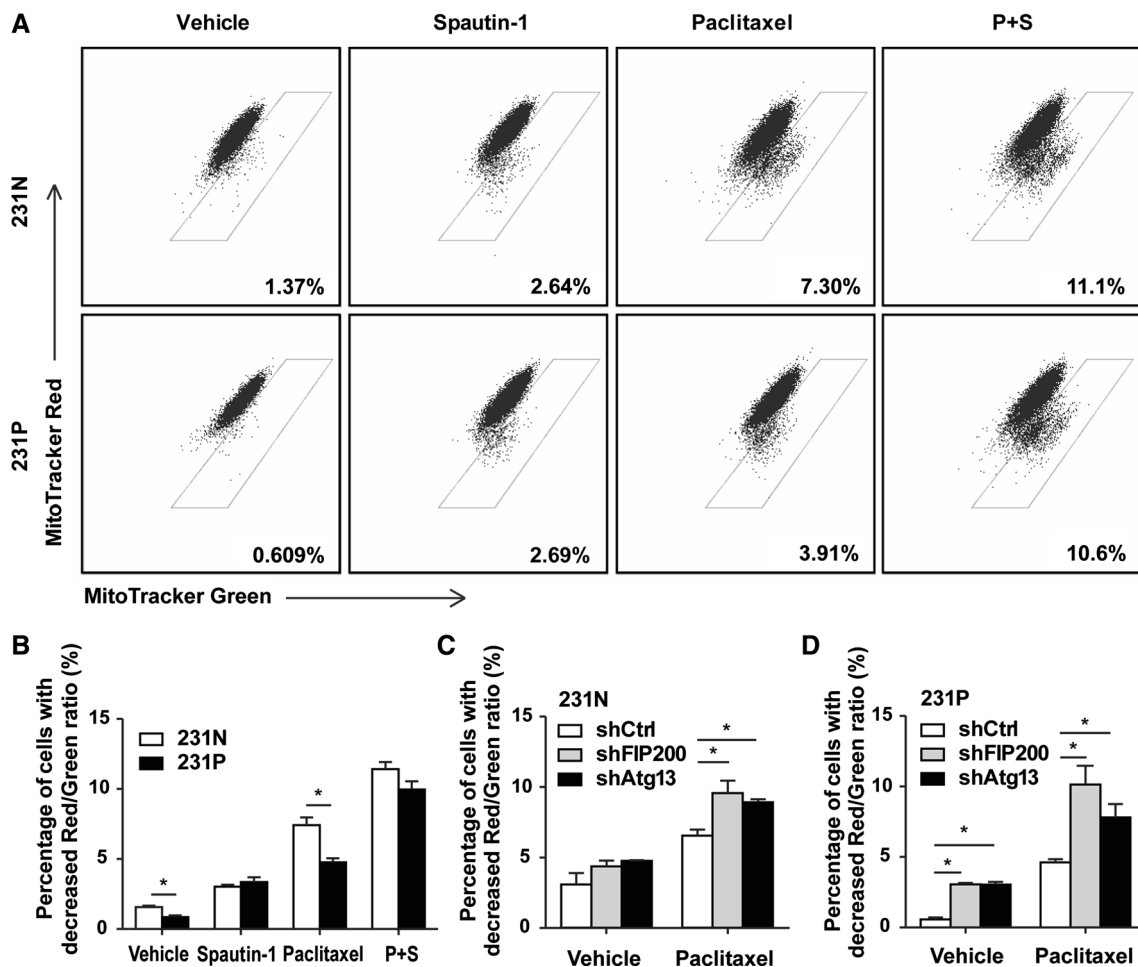 A
Vehicle
Spautin-1
Paclitaxel
P+S
231N
1.37%
2.64%
7.30%
11.1%
231P
0.609%
2.69%
3.91%
10.6%
MitoTracker Red
MitoTracker Green
B
Percentage of cells with
decreased Red/Green ratio (%)
15
10
5
0
231N
231P
*
*
Vehicle
Spautin-1
Paclitaxel
P+S
C
Percentage of cells with
decreased Red/Green ratio (%)
15
10
5
0
231N
shCtrl
shFIP200
shAtg13
*
*
Vehicle
Paclitaxel
D
Percentage of cells with
decreased Red/Green ratio (%)
15
10
5
0
231P
shCtrl
shFIP200
shAtg13
*
*
*
*
Vehicle
Paclitaxel